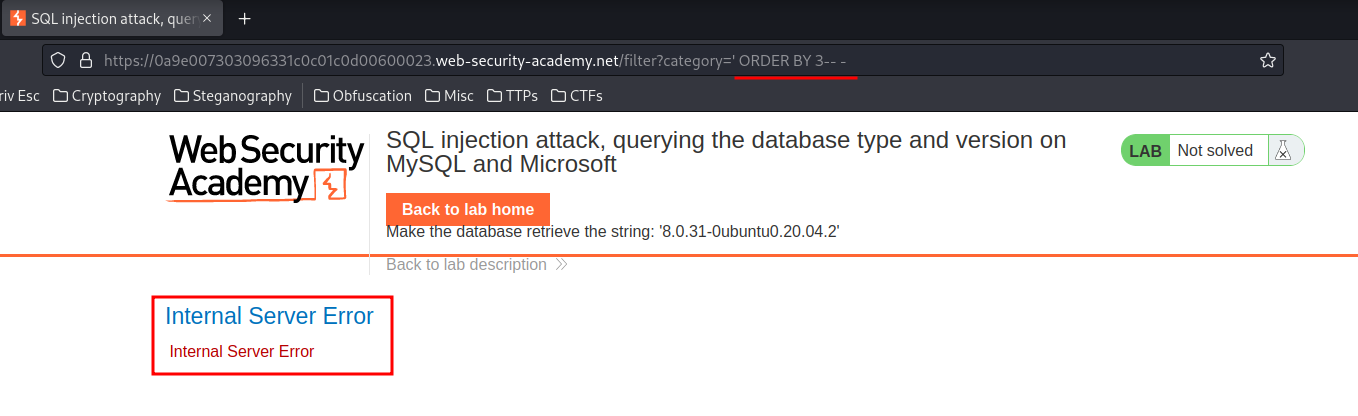 SQL injection attack, quer
https://0a9e007303096331c0c01c0d00600023.web-security-academy.net/filter?category=' ORDER BY 3-- -
riv Esc Cryptography Steganography Obfuscation Misc TTPs CTFs
Web Security
Academy
SQL injection attack, querying the database type and version on
MySQL and Microsoft
LAB Not solved
Back to lab home
Make the database retrieve the string: '8.0.31-0ubuntu0.20.04.2'
Back to lab description
Internal Server Error
Internal Server Error